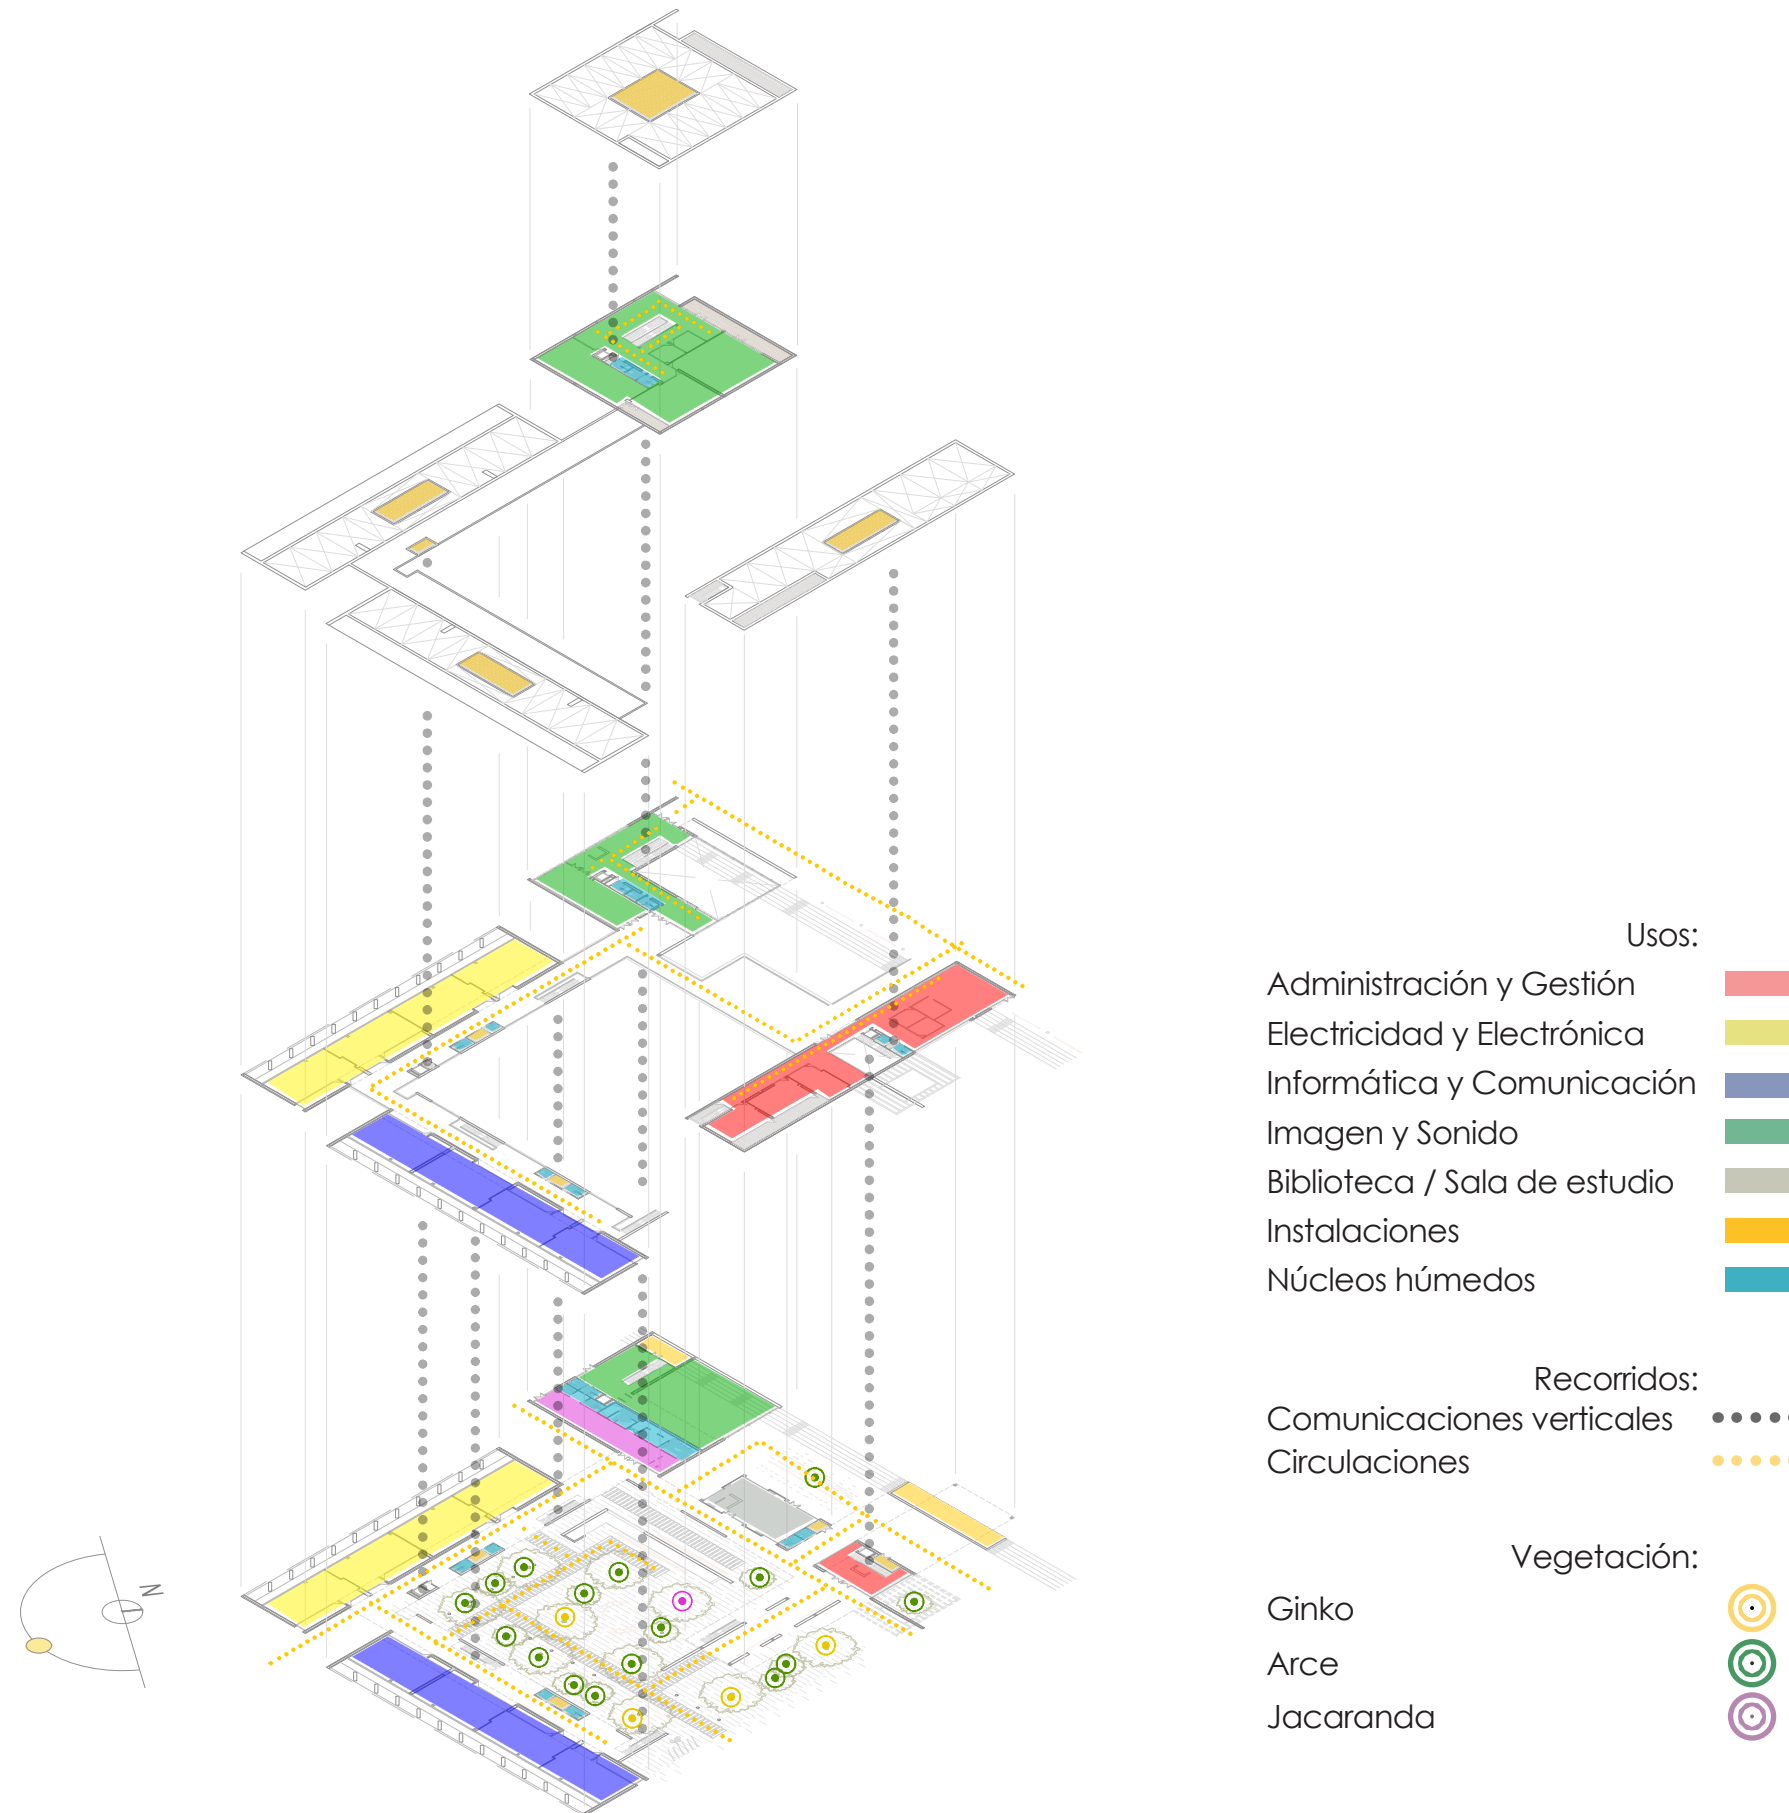 Usos:
Administración y Gestión
Electricidad y Electrónica
Informática y Comunicación
Imagen y Sonido
Biblioteca / Sala de estudio
Instalaciones
Núcleos húmedos
Recorridos:
Comunicaciones verticales
Circulaciones
Vegetación:
Ginko
Arce
Jacaranda
N